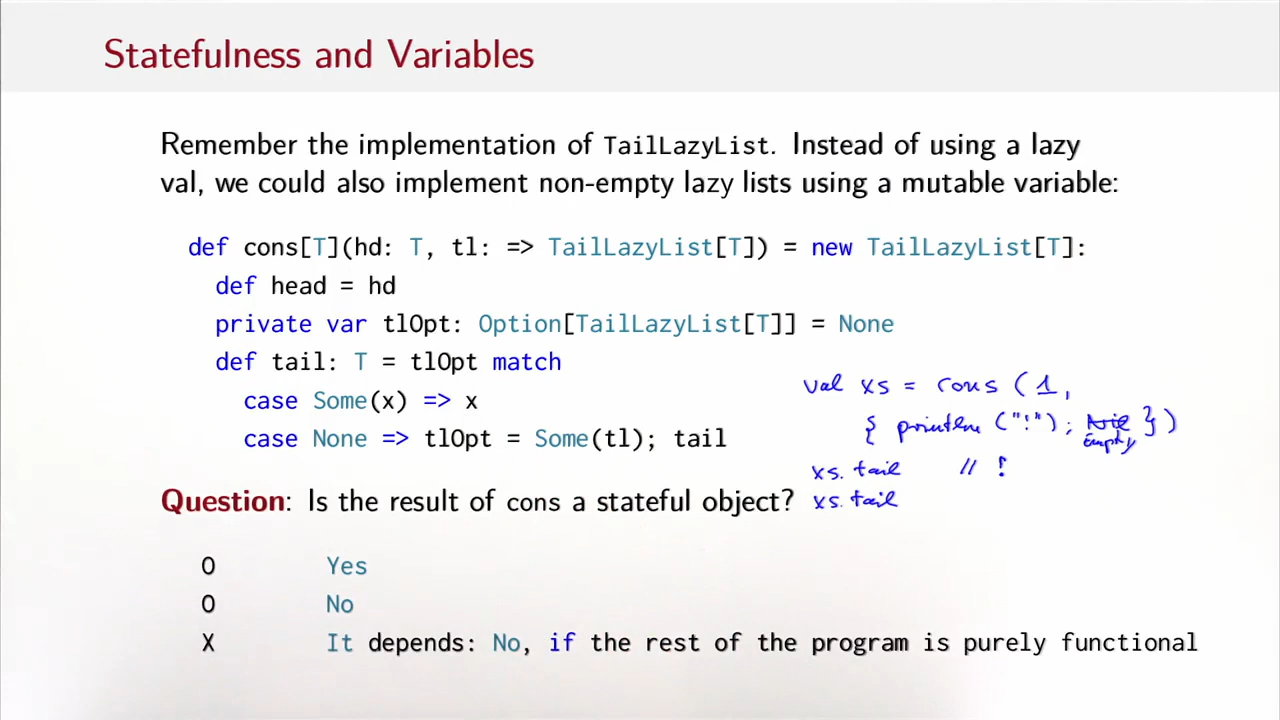 Statefulness and Variables
Remember the implementation of TailLazyList. Instead of using a lazy
val, we could also implement non-empty lazy lists using a mutable variable:
def cons[T](hd: T, tl: => TailLazyList[T]) = new TailLazyList[T]:
def head = hd
private var tlOpt: Option[TailLazyList[T]] = None
def tail: T = tlOpt match
case Some(x) => x
case None => tlOpt = Some(tl); tail
val xs = cons (1,
{ println ("!"); Nil })
Empty
xs.tail // !
xs.tail
Question: Is the result of cons a stateful object?
O Yes
O No
X It depends: No, if the rest of the program is purely functional